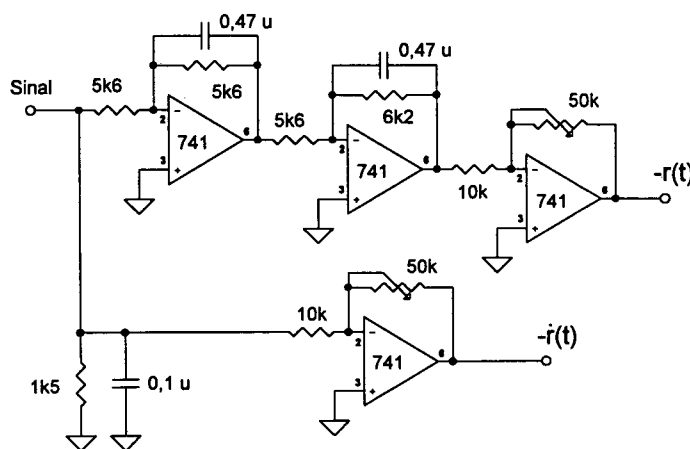 0,47 u
Sinal
5k6
5k6
2
-
741
6
3
+
5k6
0,47 u
6k2
2
-
741
6
3
+
10k
50k
2
-
741
6
3
+
-r(t)
1k5
0,1 u
10k
50k
2
-
741
6
3
+
-ṙ(t)